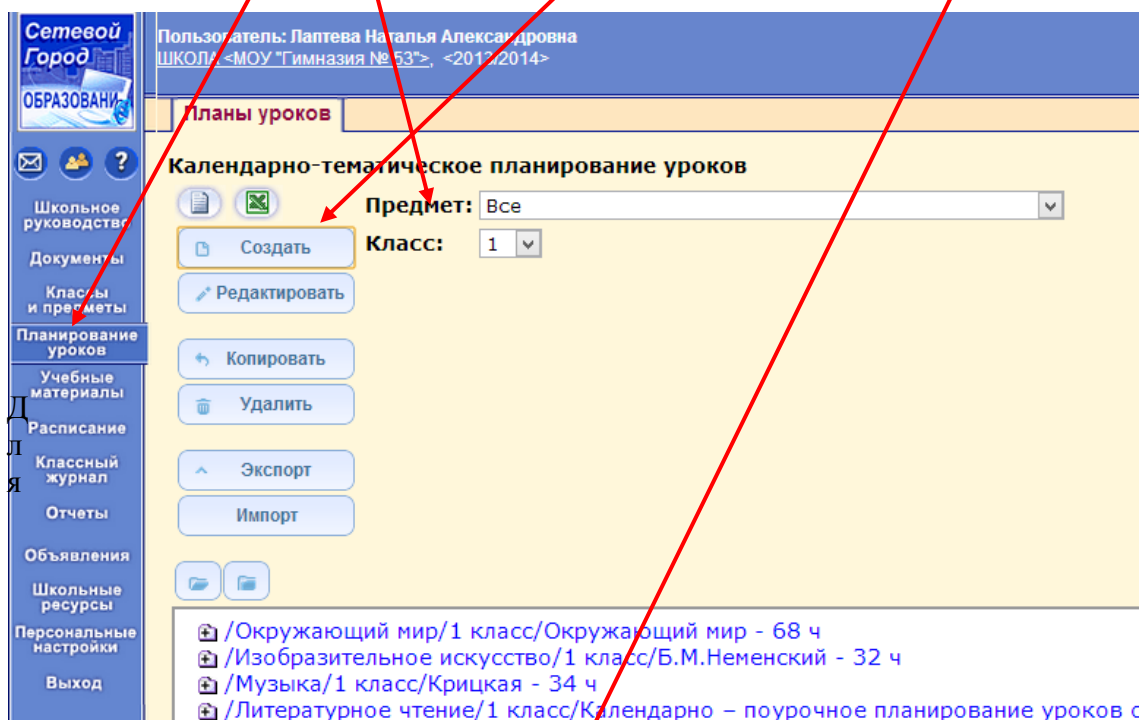 Сетевой
Город
ОБРАЗОВАНИ
Пользователь: Лаптева Наталья Александровна
ШКОЛА <МОУ "Гимназия № 53">, <2013/2014>
Планы уроков
?
Календарно-тематическое планирование уроков
Предмет: Все
Класс: 1
Создать
Редактировать
Копировать
Удалить
Экспорт
Импорт
Школьное
руководство
Документы
Классы
и предметы
Планирование
уроков
Учебные
материалы
Д
Расписание
л
Классный
журнал
я
Отчеты
Объявления
Школьные
ресурсы
Персональные
настройки
Выход
/Окружающий мир/1 класс/Окружающий мир - 68 ч
/Изобразительное искусство/1 класс/Б.М.Неменский - 32 ч
/Музыка/1 класс/Крицкая - 34 ч
/Литературное чтение/1 класс/Календарно – поурочное планирование уроков с